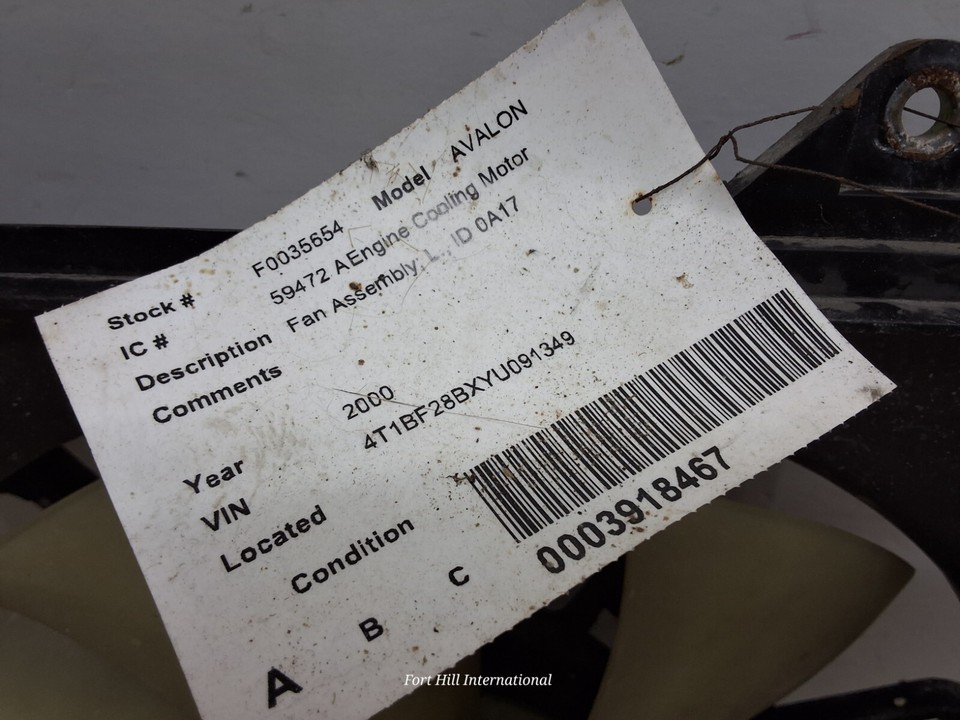 Stock # F0035654 Model AVALON
IC # 59472 A Engine Cooling Motor
Description Fan Assembly, L., ID 0A17
Comments
Year 2000
VIN 4T1BF28BXYU091349
Located
Condition
A B C 0003918467
Fort Hill International